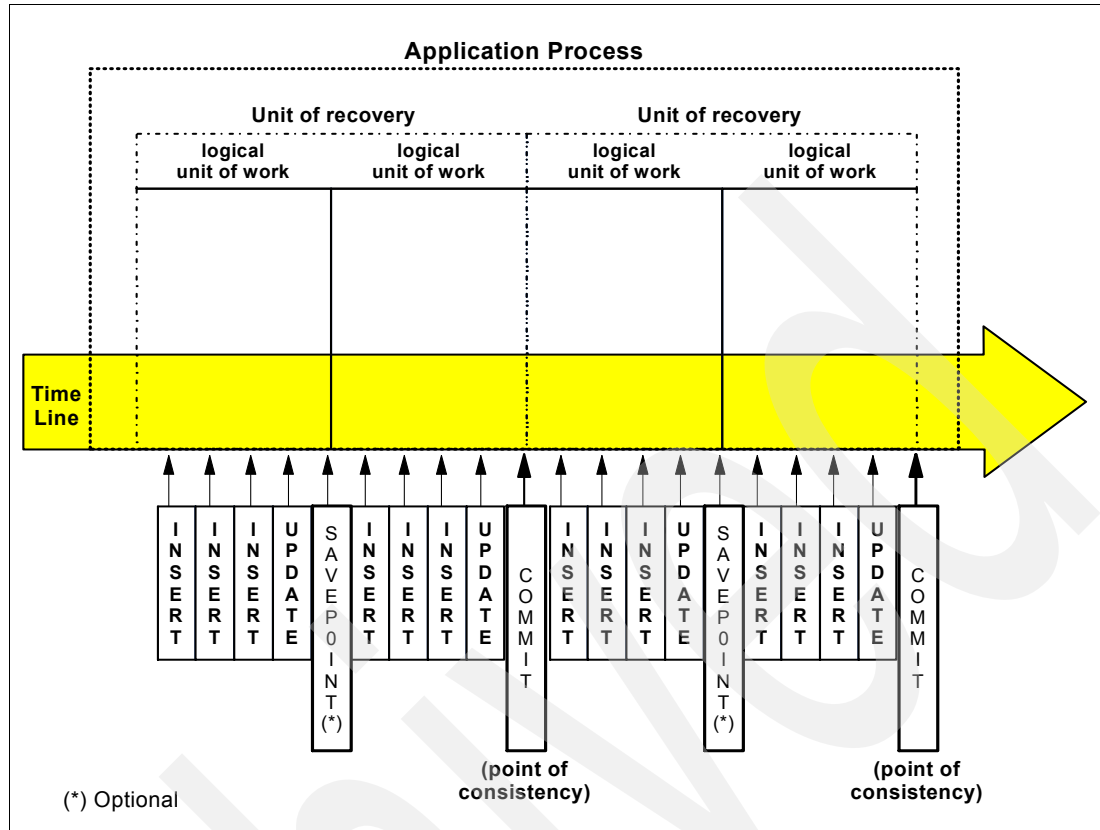 Application Process
Unit of recovery
Unit of recovery
logical
unit of work
logical
unit of work
logical
unit of work
logical
unit of work
Time
Line
INSERT
INSERT
INSERT
UPDATE
SAVEP0INT(*)
INSERT
INSERT
INSERT
UPDATE
COMMIT
INSERT
INSERT
INSERT
UPDATE
SAVEP0INT(*)
INSERT
INSERT
INSERT
UPDATE
COMMIT
(point of
consistency)
(point of
consistency)
(*) Optional